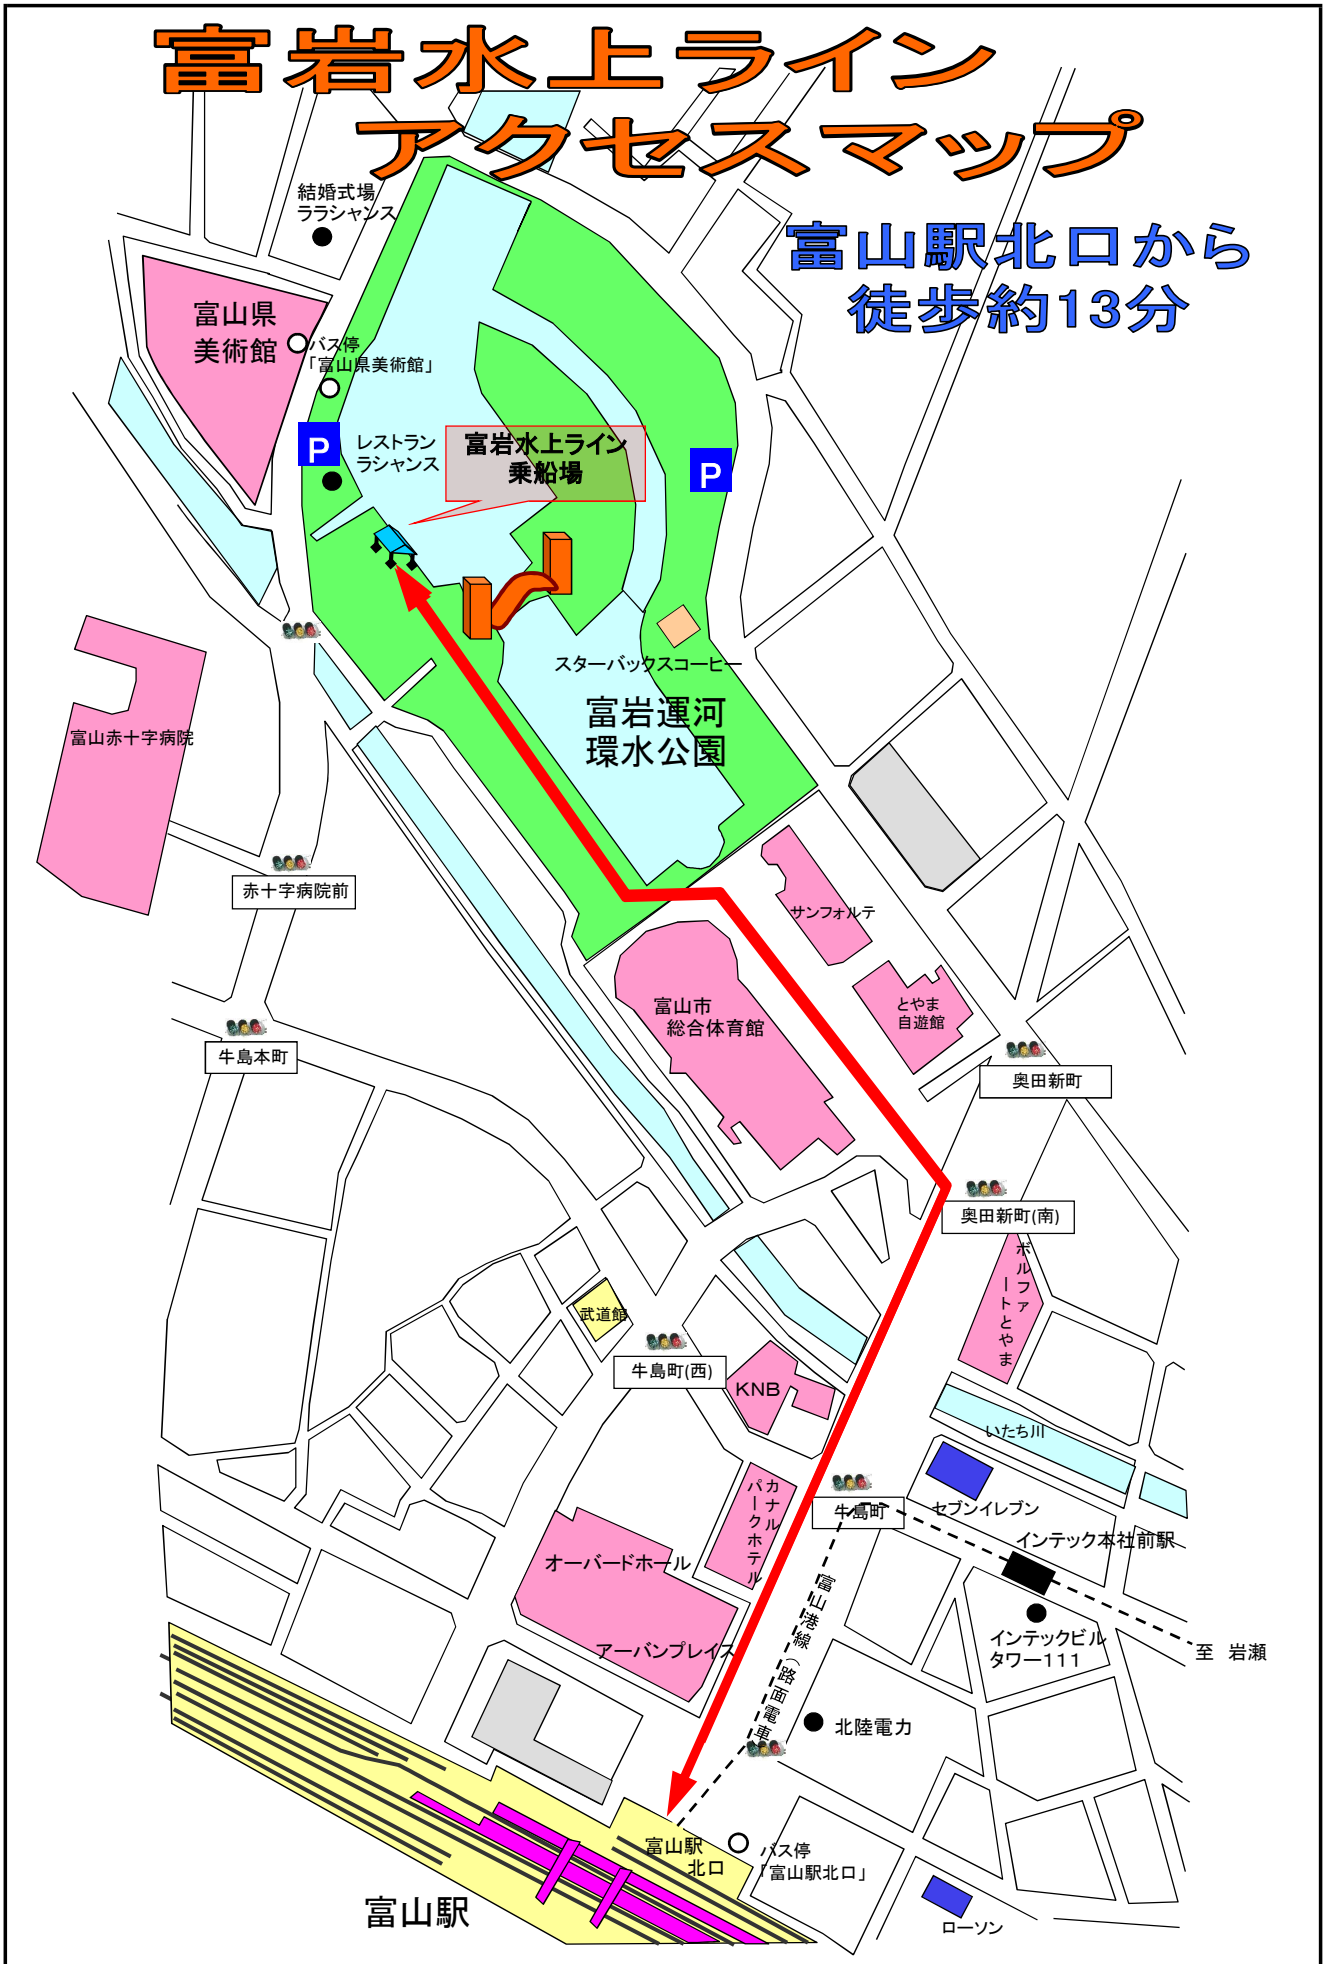 富岩水上ライン
アクセスマップ
富山駅北口から
徒歩約13分
結婚式場
ララシャンス
富山県
美術館
バス停
「富山県美術館」
P
レストラン
ラシャンス
富岩水上ライン
乗船場
P
スターバックスコーヒー
富岩運河
環水公園
富山赤十字病院
赤十字病院前
サンフォルテ
とやま
自遊館
富山市
総合体育館
牛島本町
奥田新町
奥田新町(南)
ボルファ
ートとやま
武道館
牛島町(西)
KNB
いたち川
カナル
パークホテル
牛島町
セブンイレブン
インテック本社前駅
オーバードホール
富山港線(路面電車
インテックビル
タワー111
至 岩瀬
アーバンプレイス
北陸電力
富山駅
北口
バス停
「富山駅北口」
富山駅
ローソン